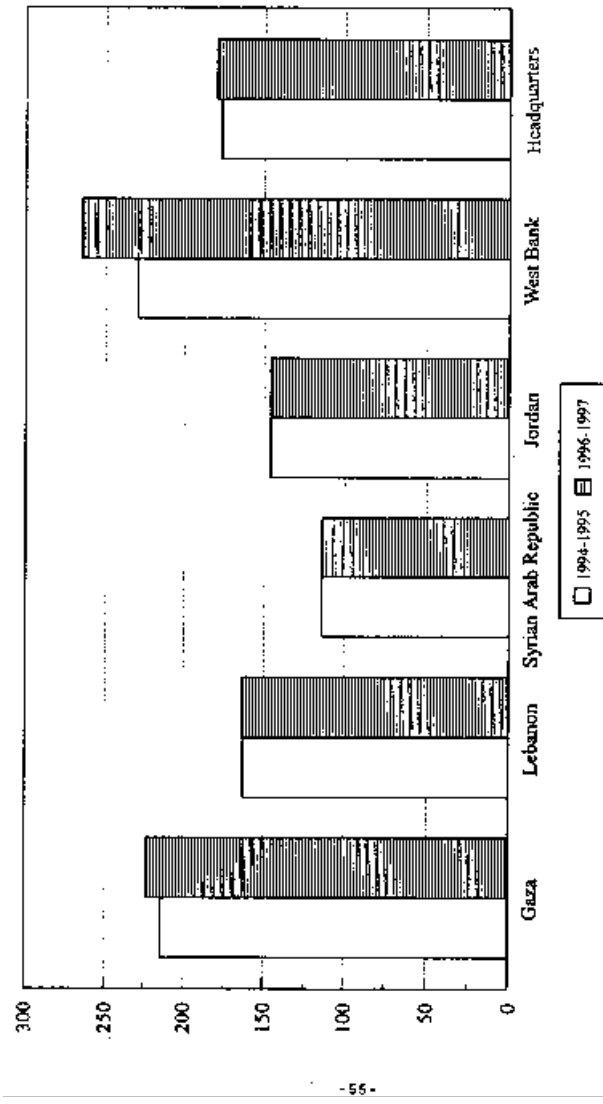 300
250
200
150
100
50
0
Gaza
Lebanon
Syrian Arab Republic
Jordan
West Bank
Headquarters
1994-1995 1996-1997
- 55 -